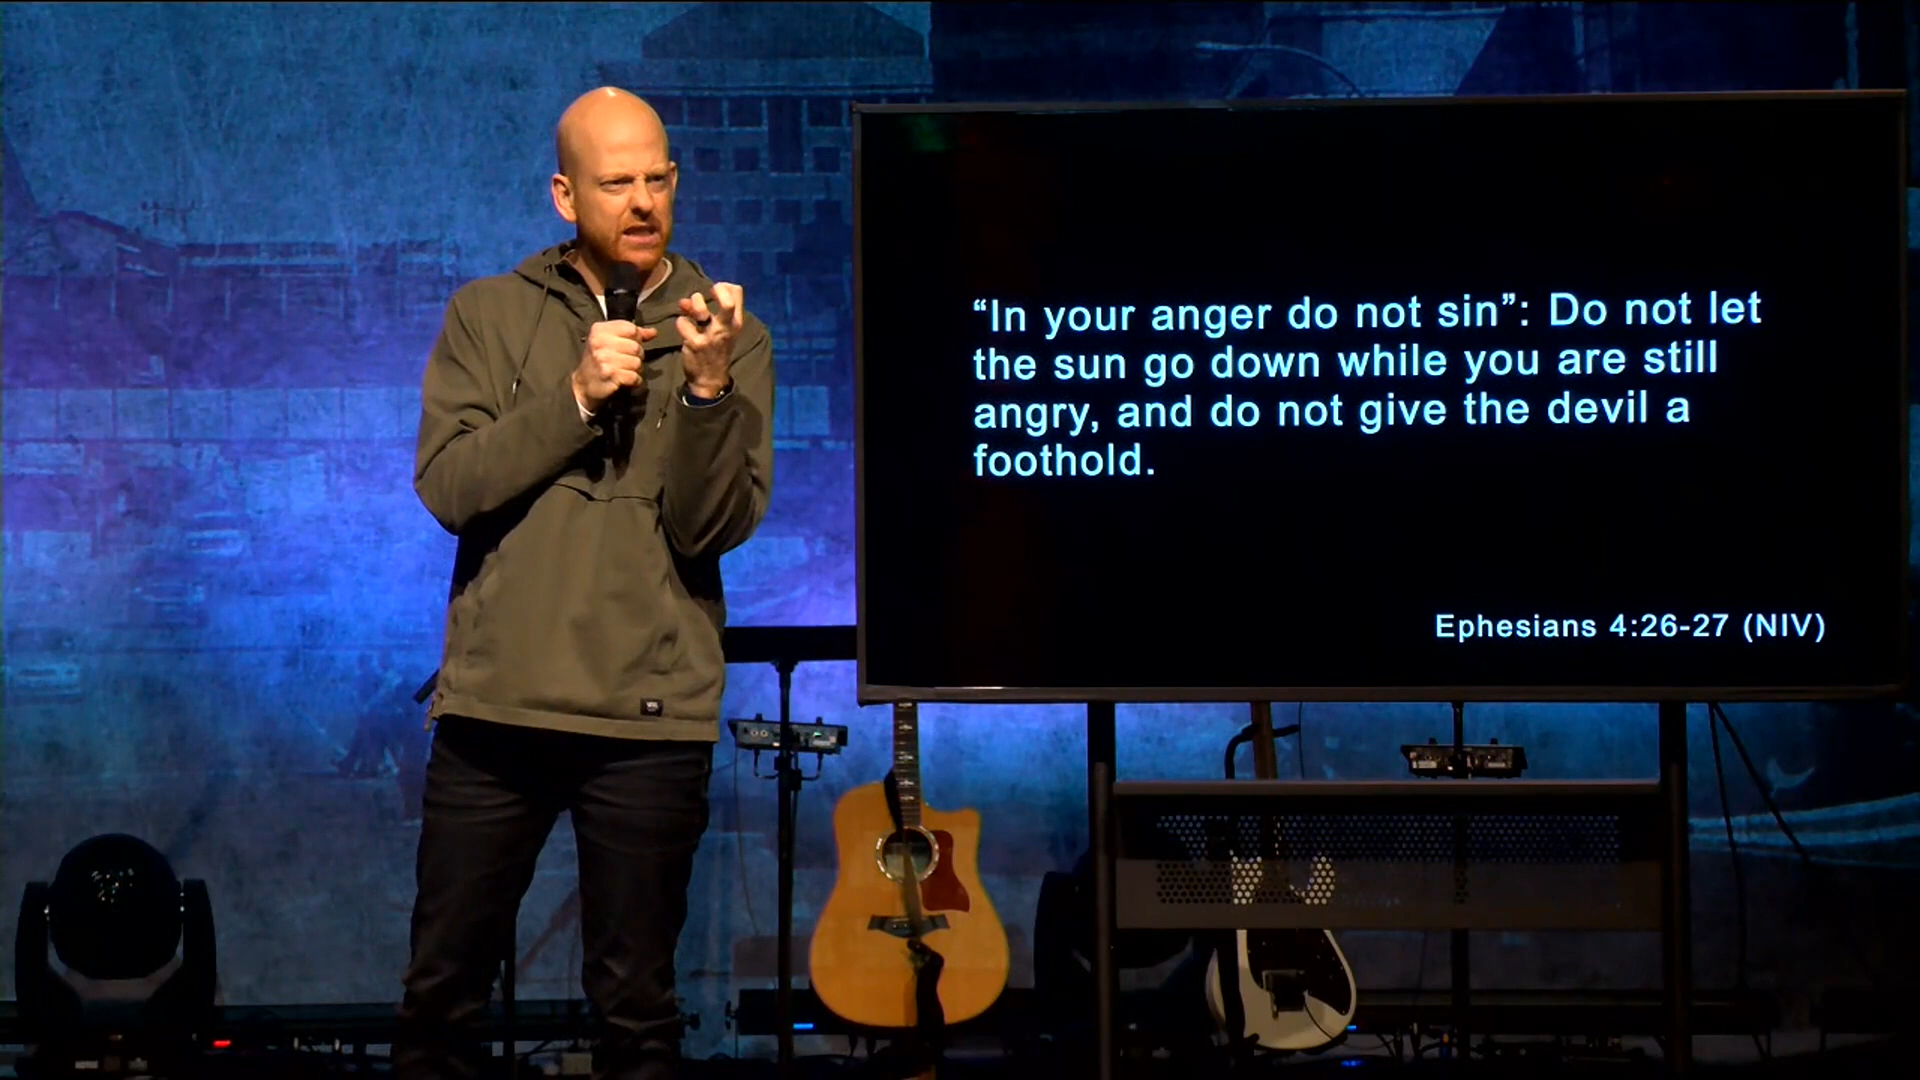 “In your anger do not sin”: Do not let
the sun go down while you are still
angry, and do not give the devil a
foothold.
Ephesians 4:26-27 (NIV)